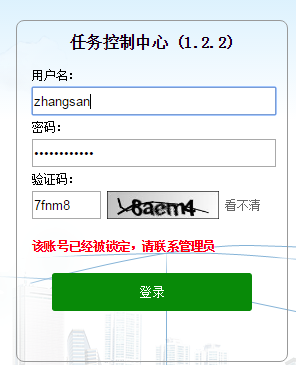 任务控制中心 (1.2.2)
用户名:
zhangsan
密码:
••••••••••••
验证码:
7fnm8
看不清
该账号已经被锁定，请联系管理员
登录